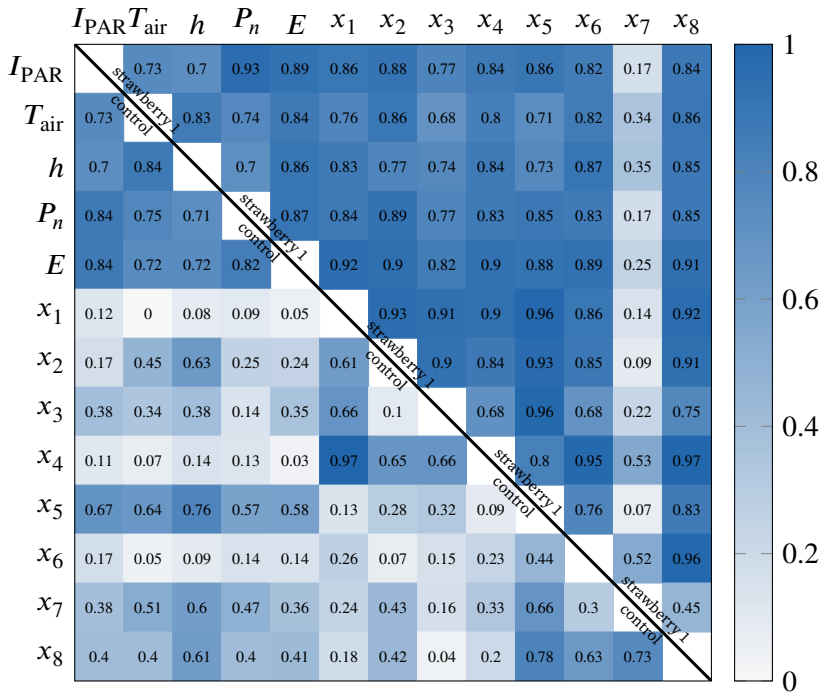 I_PAR T_air h P_n E x_1 x_2 x_3 x_4 x_5 x_6 x_7 x_8
I_PAR 0.73 0.7 0.93 0.89 0.86 0.88 0.77 0.84 0.86 0.82 0.17 0.84
T_air 0.73 0.83 0.74 0.84 0.76 0.86 0.68 0.8 0.71 0.82 0.34 0.86
h 0.7 0.84 0.7 0.86 0.83 0.77 0.74 0.84 0.73 0.87 0.35 0.85
P_n 0.84 0.75 0.71 0.87 0.84 0.89 0.77 0.83 0.85 0.83 0.17 0.85
E 0.84 0.72 0.72 0.82 0.92 0.9 0.82 0.9 0.88 0.89 0.25 0.91
x_1 0.12 0 0.08 0.09 0.05 0.93 0.91 0.9 0.96 0.86 0.14 0.92
x_2 0.17 0.45 0.63 0.25 0.24 0.61 0.9 0.84 0.93 0.85 0.09 0.91
x_3 0.38 0.34 0.38 0.14 0.35 0.66 0.1 0.68 0.96 0.68 0.22 0.75
x_4 0.11 0.07 0.14 0.13 0.03 0.97 0.65 0.66 0.8 0.95 0.53 0.97
x_5 0.67 0.64 0.76 0.57 0.58 0.13 0.28 0.32 0.09 0.76 0.07 0.83
x_6 0.17 0.05 0.09 0.14 0.14 0.26 0.07 0.15 0.23 0.44 0.52 0.96
x_7 0.38 0.51 0.6 0.47 0.36 0.24 0.43 0.16 0.33 0.66 0.3 0.45
x_8 0.4 0.4 0.61 0.4 0.41 0.18 0.42 0.04 0.2 0.78 0.63 0.73
strawberry 1
control
strawberry 1
control
strawberry 1
control
strawberry 1
control
strawberry 1
control
1
0.8
0.6
0.4
0.2
0